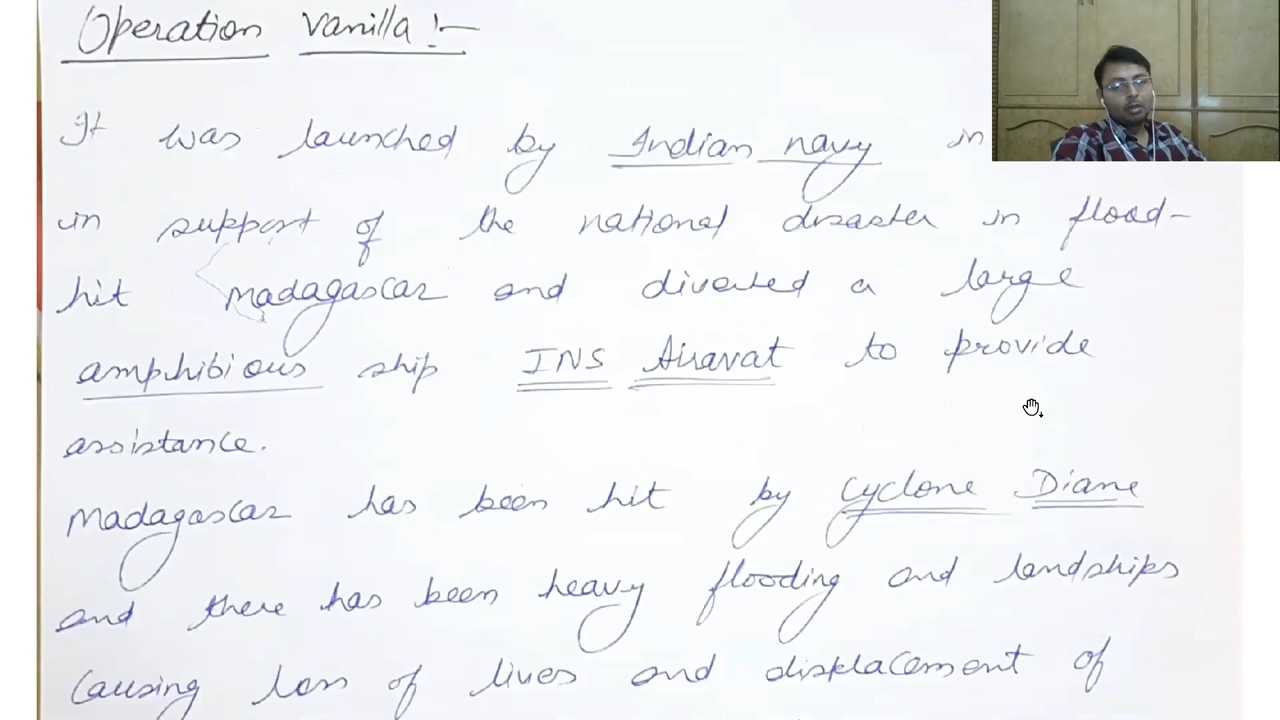 Operation Vanilla :-
It was launched by Indian navy in
in support of the national disaster in flood-
hit Madagascar and diverted a large
amphibious ship INS Airavat to provide
assistance.
Madagascar has been hit by Cyclone Diane
and there has been heavy flooding and landships
causing loss of lives and displacement of